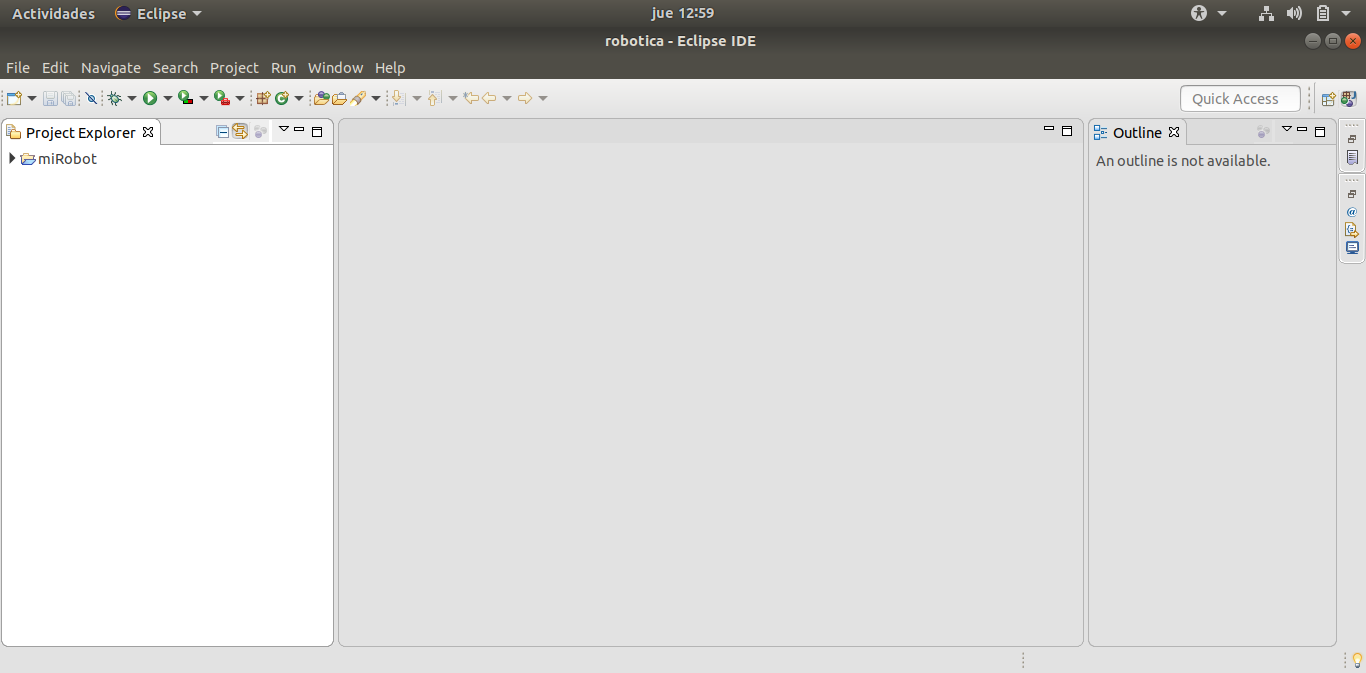 Actividades Eclipse jue 12:59
robotica - Eclipse IDE
File Edit Navigate Search Project Run Window Help
Quick Access
Project Explorer
miRobot
Outline
An outline is not available.